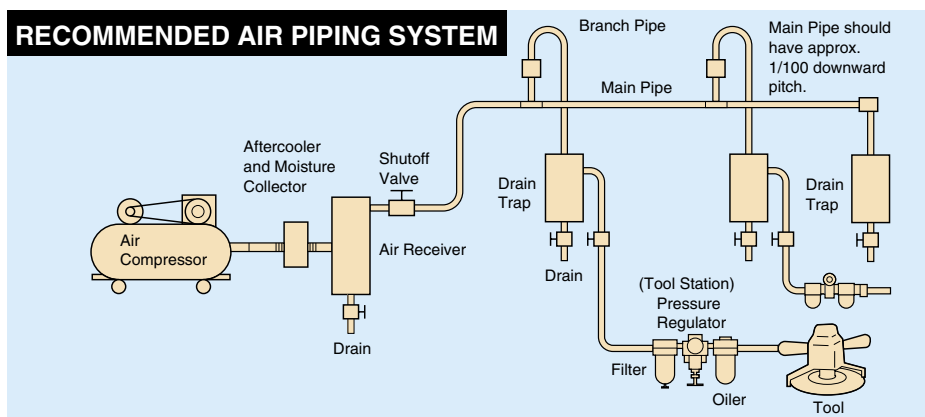 RECOMMENDED AIR PIPING SYSTEM
Branch Pipe
Main Pipe should
have approx.
1/100 downward
pitch.
Main Pipe
Aftercooler
and Moisture
Collector
Shutoff
Valve
Drain
Trap
Drain
Trap
Air
Compressor
Air Receiver
Drain
(Tool Station)
Pressure
Regulator
Drain
Filter
Oiler
Tool